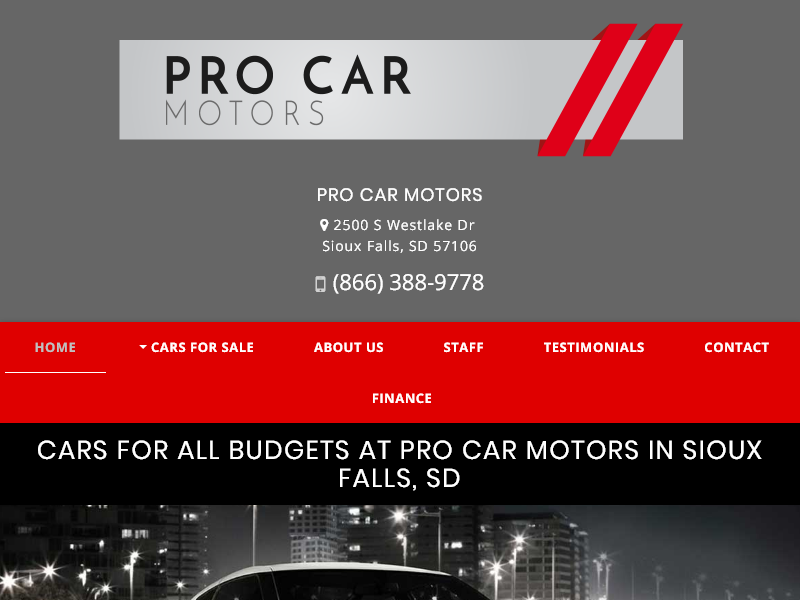 PRO CAR
MOTORS
PRO CAR MOTORS
2500 S Westlake Dr
Sioux Falls, SD 57106
(866) 388-9778
HOME
CARS FOR SALE
ABOUT US
STAFF
TESTIMONIALS
CONTACT
FINANCE
CARS FOR ALL BUDGETS AT PRO CAR MOTORS IN SIOUX
FALLS, SD